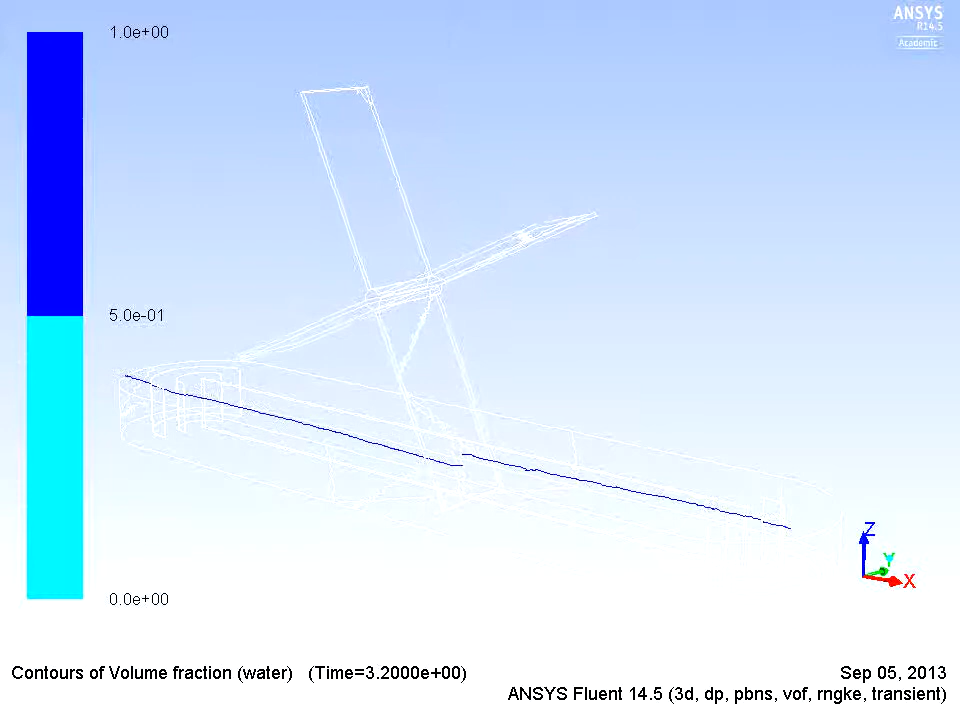 ANSYS
R14.5
Academic
1.0e+00
5.0e-01
0.0e+00
Z
Y
X
Contours of Volume fraction (water) (Time=3.2000e+00)
Sep 05, 2013
ANSYS Fluent 14.5 (3d, dp, pbns, vof, rngke, transient)